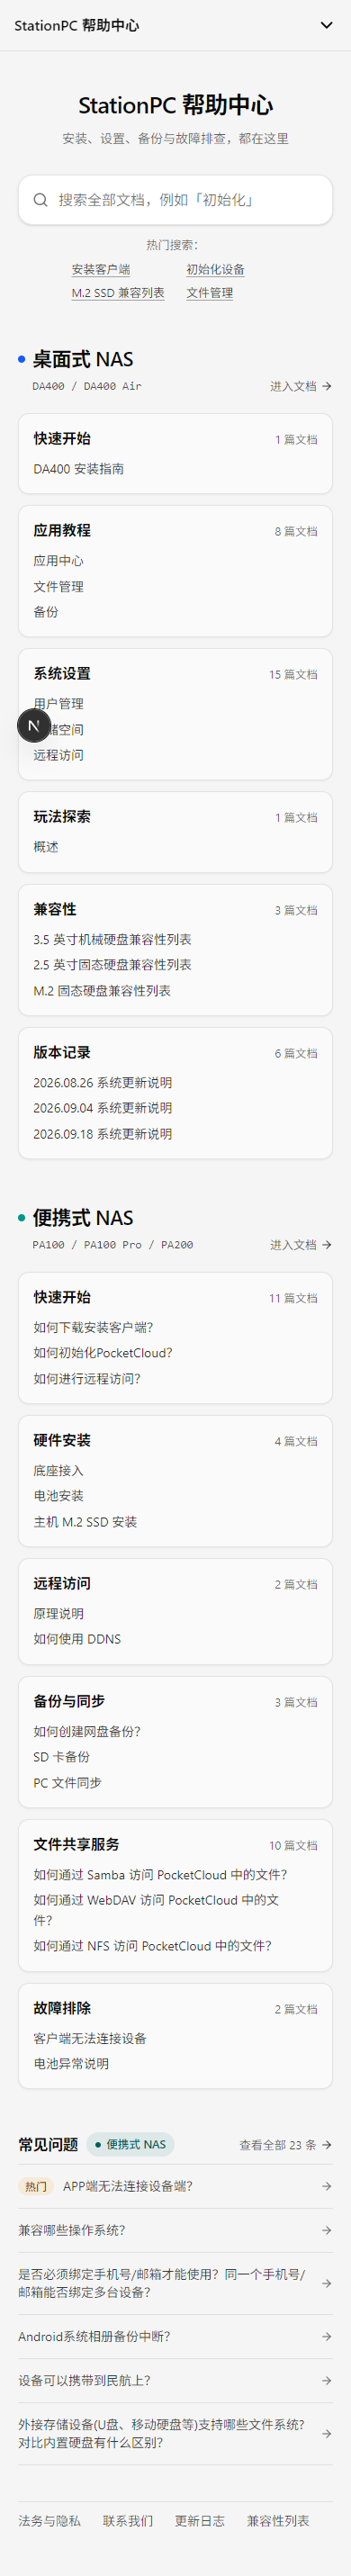 StationPC 帮助中心
StationPC 帮助中心
安装、设置、备份与故障排查，都在这里
搜索全部文档，例如「初始化」
热门搜索：
安装客户端 初始化设备
M.2 SSD 兼容列表 文件管理
桌面式 NAS
DA400 / DA400 Air 进入文档 →
快速开始 1 篇文档
DA400 安装指南
应用教程 8 篇文档
应用中心
文件管理
备份
系统设置 15 篇文档
用户管理
N
储空间
远程访问
玩法探索 1 篇文档
概述
兼容性 3 篇文档
3.5 英寸机械硬盘兼容性列表
2.5 英寸固态硬盘兼容性列表
M.2 固态硬盘兼容性列表
版本记录 6 篇文档
2026.08.26 系统更新说明
2026.09.04 系统更新说明
2026.09.18 系统更新说明
便携式 NAS
PA100 / PA100 Pro / PA200 进入文档 →
快速开始 11 篇文档
如何下载安装客户端？
如何初始化PocketCloud？
如何进行远程访问？
硬件安装 4 篇文档
底座接入
电池安装
主机 M.2 SSD 安装
远程访问 2 篇文档
原理说明
如何使用 DDNS
备份与同步 3 篇文档
如何创建网盘备份？
SD 卡备份
PC 文件同步
文件共享服务 10 篇文档
如何通过 Samba 访问 PocketCloud 中的文件？
如何通过 WebDAV 访问 PocketCloud 中的文
件？
如何通过 NFS 访问 PocketCloud 中的文件？
故障排除 2 篇文档
客户端无法连接设备
电池异常说明
常见问题 便携式 NAS 查看全部 23 条 →
热门 APP端无法连接设备端？ →
兼容哪些操作系统？ →
是否必须绑定手机号/邮箱才能使用？同一个手机号/
邮箱能否绑定多台设备？ →
Android系统相册备份中断？ →
设备可以携带到民航上？ →
外接存储设备(U盘、移动硬盘等)支持哪些文件系统？
对比内置硬盘有什么区别？ →
法务与隐私 联系我们 更新日志 兼容性列表